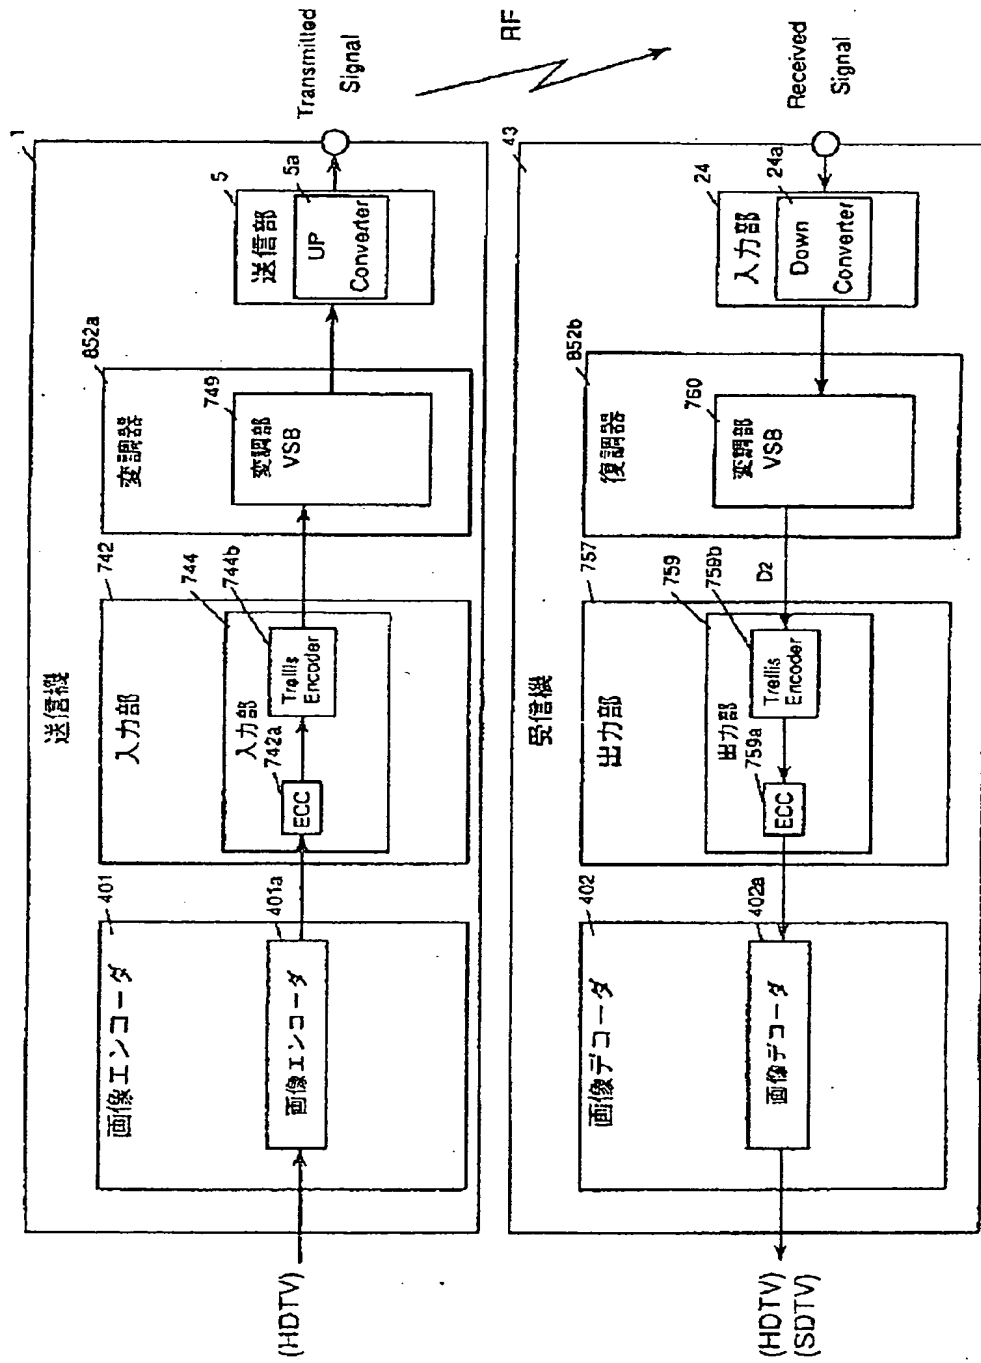 送信機
1
(HDTV)
画像エンコーダ
401
画像エンコーダ
401a
入力部
742
入力部
744
ECC
742a
Trellis
Encoder
744b
変調器
852a
変調部
VSB
749
送信部
5
UP
Converter
5a
Transmitted
Signal
RF
受信機
43
(HDTV)
(SDTV)
画像デコーダ
402
画像デコーダ
402a
出力部
757
出力部
759
ECC
759a
Trellis
Encoder
759b
D2
復調器
852b
変調部
VSB
760
入力部
24
Down
Converter
24a
Received
Signal